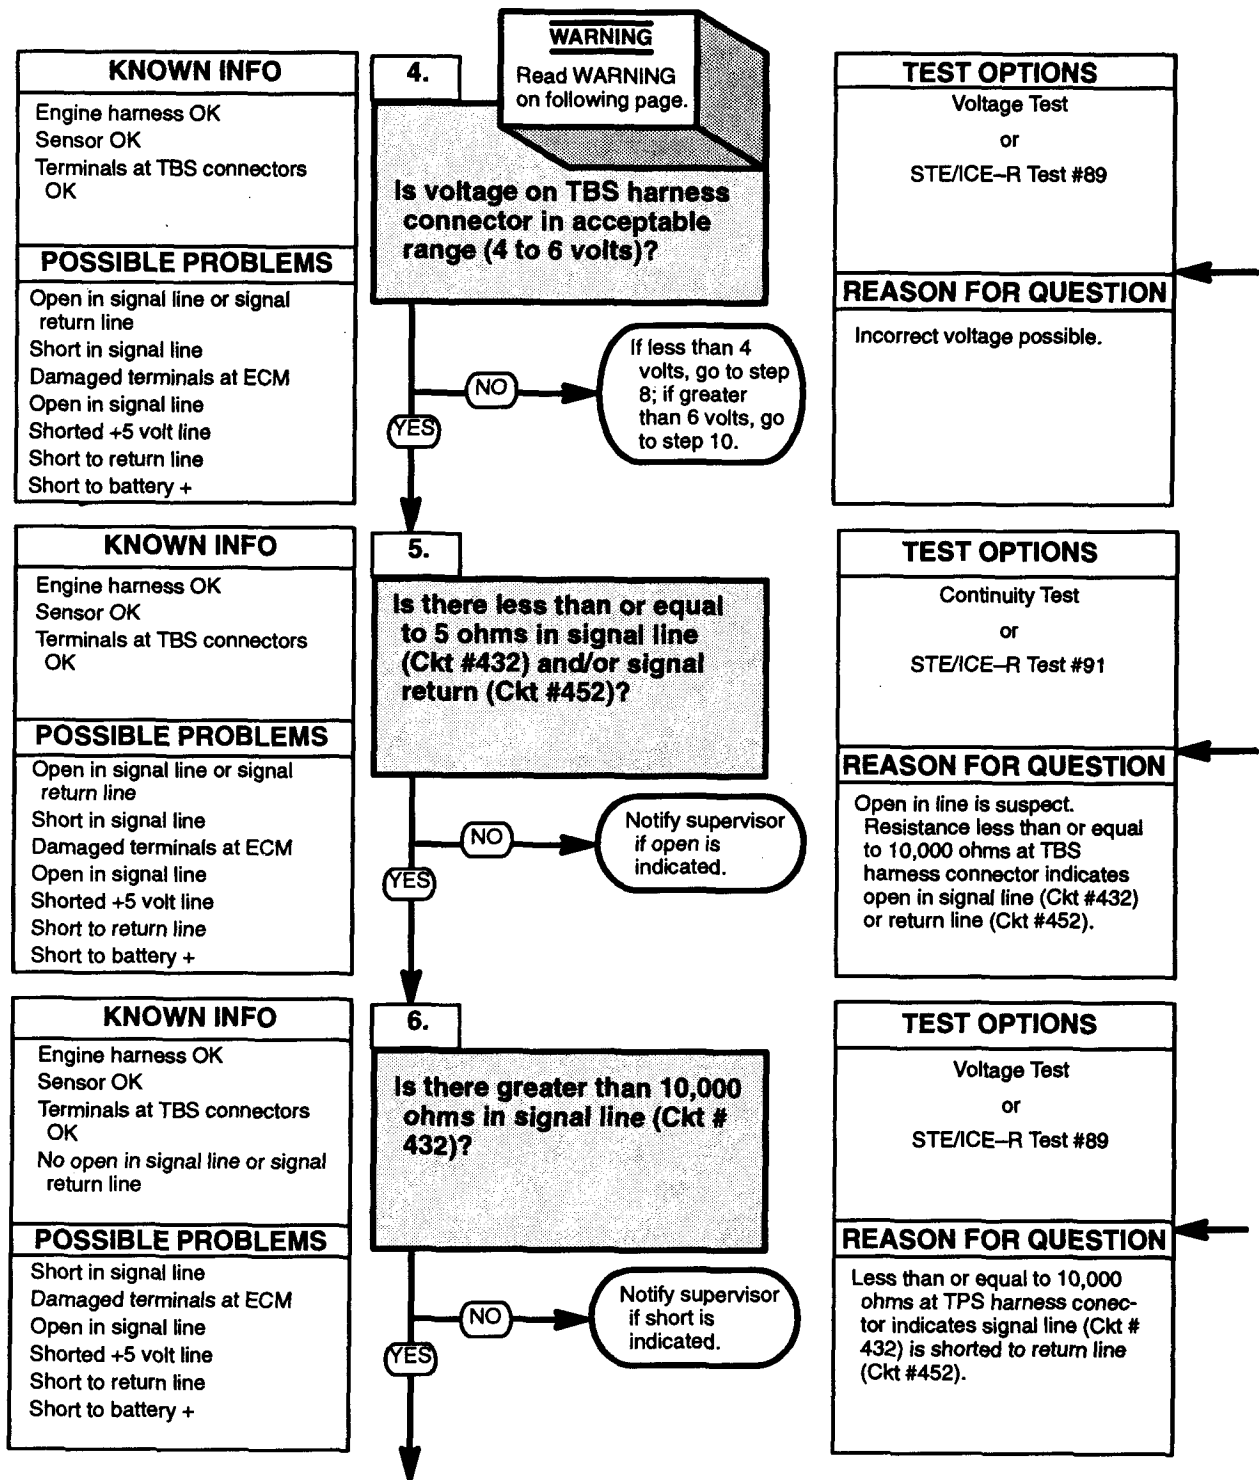 WARNING
Read WARNING
on following page.
KNOWN INFO
Engine harness OK
Sensor OK
Terminals at TBS connectors
OK
POSSIBLE PROBLEMS
Open in signal line or signal
return line
Short in signal line
Damaged terminals at ECM
Open in signal line
Shorted +5 volt line
Short to return line
Short to battery +
4.
Is voltage on TBS harness
connector in acceptable
range (4 to 6 volts)?
NO
If less than 4
volts, go to step
8; if greater
than 6 volts, go
to step 10.
YES
TEST OPTIONS
Voltage Test
or
STE/ICE–R Test #89
REASON FOR QUESTION
Incorrect voltage possible.
KNOWN INFO
Engine harness OK
Sensor OK
Terminals at TBS connectors
OK
POSSIBLE PROBLEMS
Open in signal line or signal
return line
Short in signal line
Damaged terminals at ECM
Open in signal line
Shorted +5 volt line
Short to return line
Short to battery +
5.
Is there less than or equal
to 5 ohms in signal line
(Ckt #432) and/or signal
return (Ckt #452)?
NO
Notify supervisor
if open is
indicated.
YES
TEST OPTIONS
Continuity Test
or
STE/ICE–R Test #91
REASON FOR QUESTION
Open in line is suspect.
Resistance less than or equal
to 10,000 ohms at TBS
harness connector indicates
open in signal line (Ckt #432)
or return line (Ckt #452).
KNOWN INFO
Engine harness OK
Sensor OK
Terminals at TBS connectors
OK
No open in signal line or signal
return line
POSSIBLE PROBLEMS
Short in signal line
Damaged terminals at ECM
Open in signal line
Shorted +5 volt line
Short to return line
Short to battery +
6.
Is there greater than 10,000
ohms in signal line (Ckt #
432)?
NO
Notify supervisor
if short is
indicated.
YES
TEST OPTIONS
Voltage Test
or
STE/ICE–R Test #89
REASON FOR QUESTION
Less than or equal to 10,000
ohms at TPS harness conec-
tor indicates signal line (Ckt #
432) is shorted to return line
(Ckt #452).